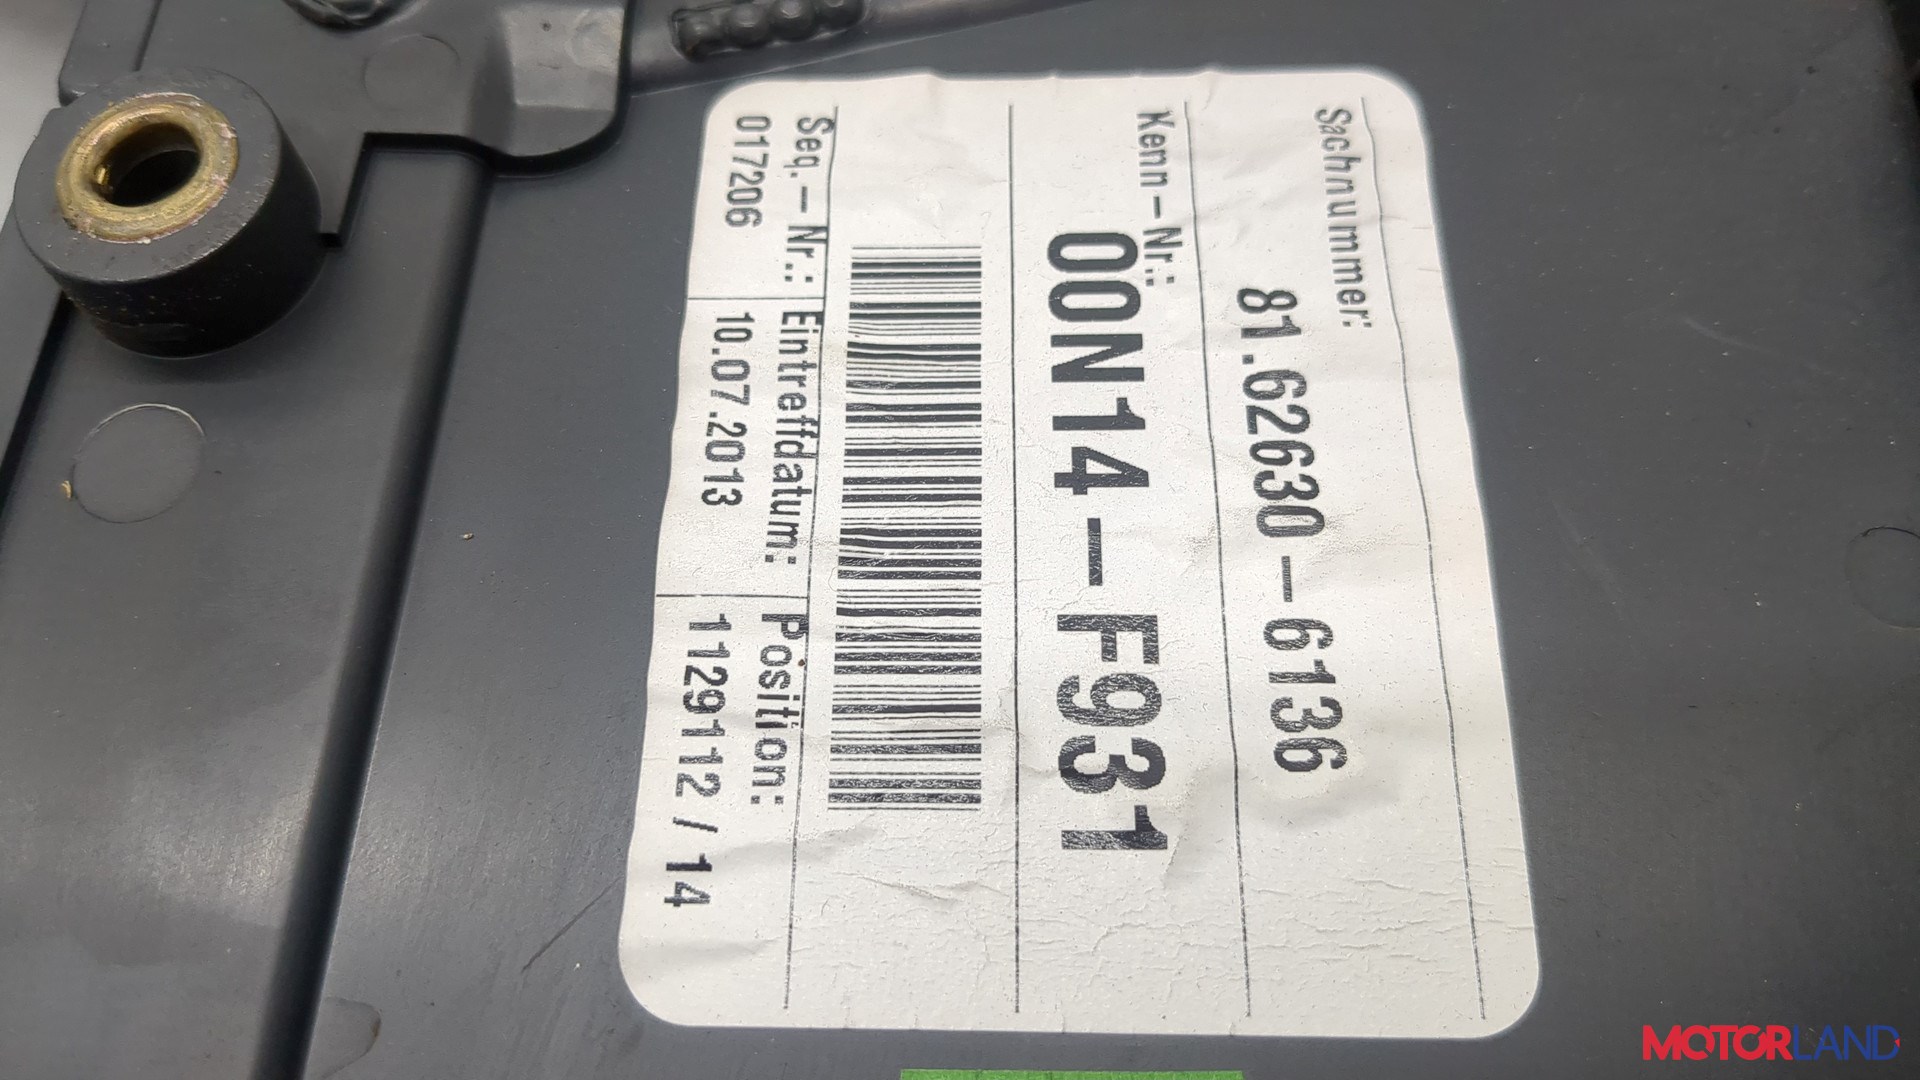 Sachnummer:
81.62630-6136
Kenn-Nr.:
00N14-F931
Seq.-Nr.: Eintreffdatum: Position:
017206 10.07.2013 1129112/14
MOTORLAND